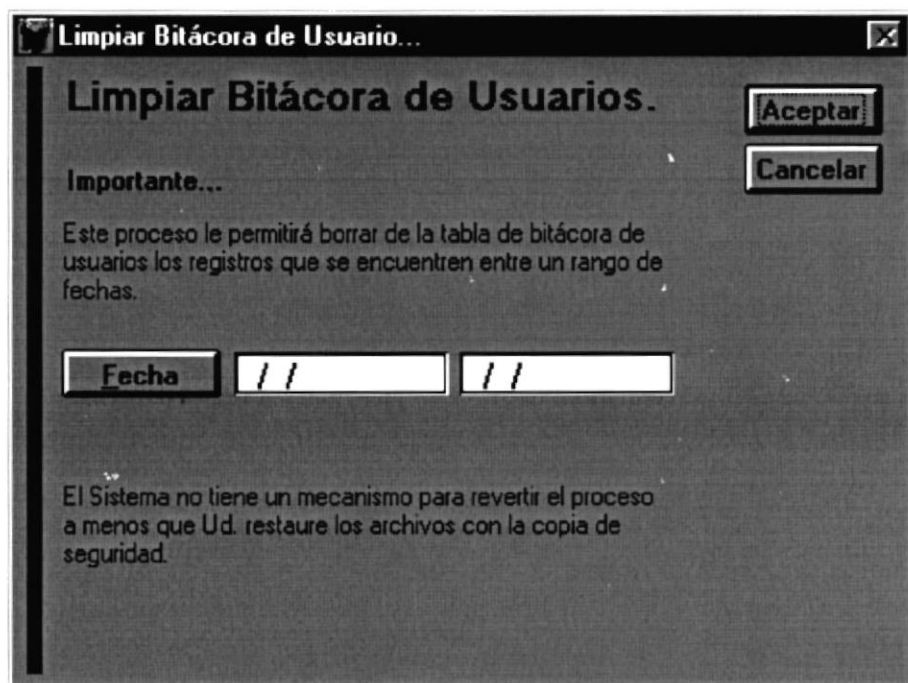 Limpiar Bitácora de Usuario...
Limpiar Bitácora de Usuarios.
Aceptar
Cancelar
Importante...
Este proceso le permitirá borrar de la tabla de bitácora de
usuarios los registros que se encuentren entre un rango de
fechas.
Fecha / / / /
El Sistema no tiene un mecanismo para revertir el proceso
a menos que Ud. restaure los archivos con la copia de
seguridad.